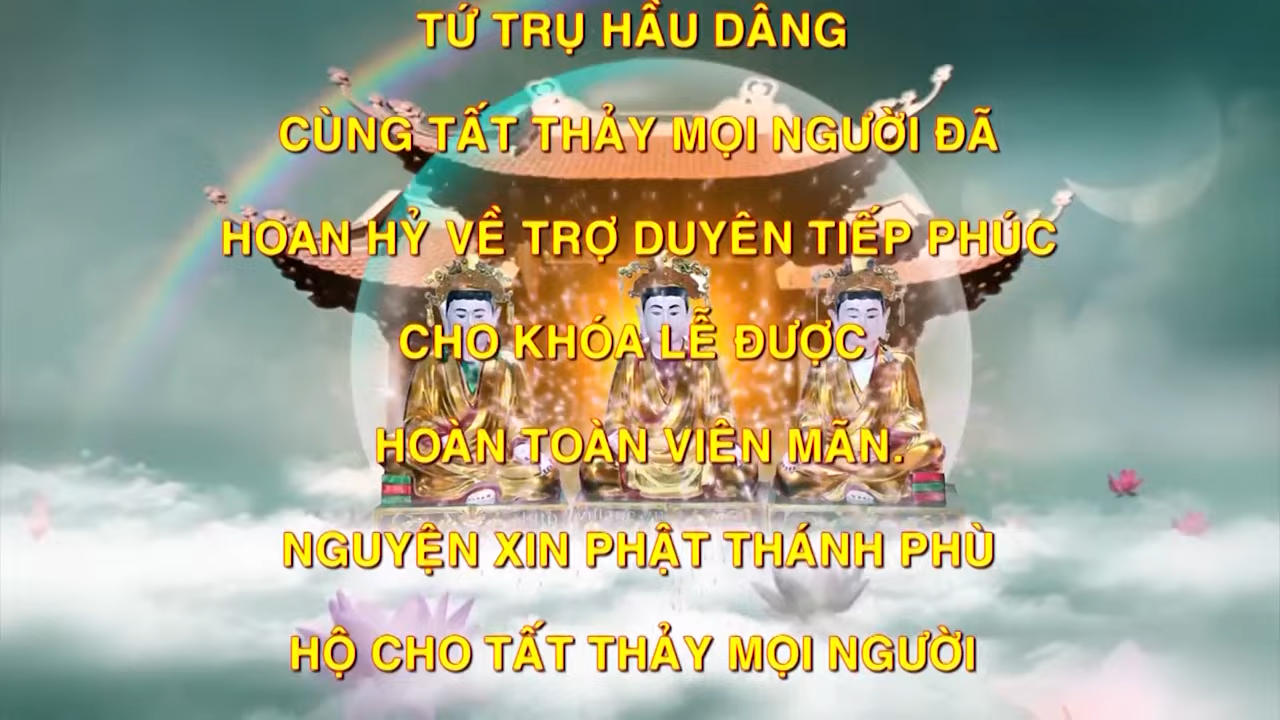 TỨ TRỤ HẦU DÂNG
CÙNG TẤT THẢY MỌI NGƯỜI ĐÃ
HOAN HỶ VỀ TRỢ DUYÊN TIẾP PHÚC
CHO KHÓA LỄ ĐƯỢC
HOÀN TOÀN VIÊN MÃN.
NGUYỆN XIN PHẬT THÁNH PHÙ
HỘ CHO TẤT THẢY MỌI NGƯỜI